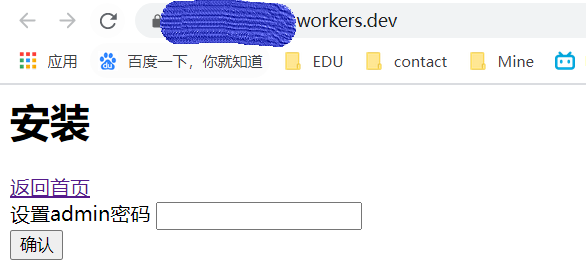 workers.dev
应用 百度一下，你就知道 EDU contact Mine
安装
返回首页
设置admin密码
确认